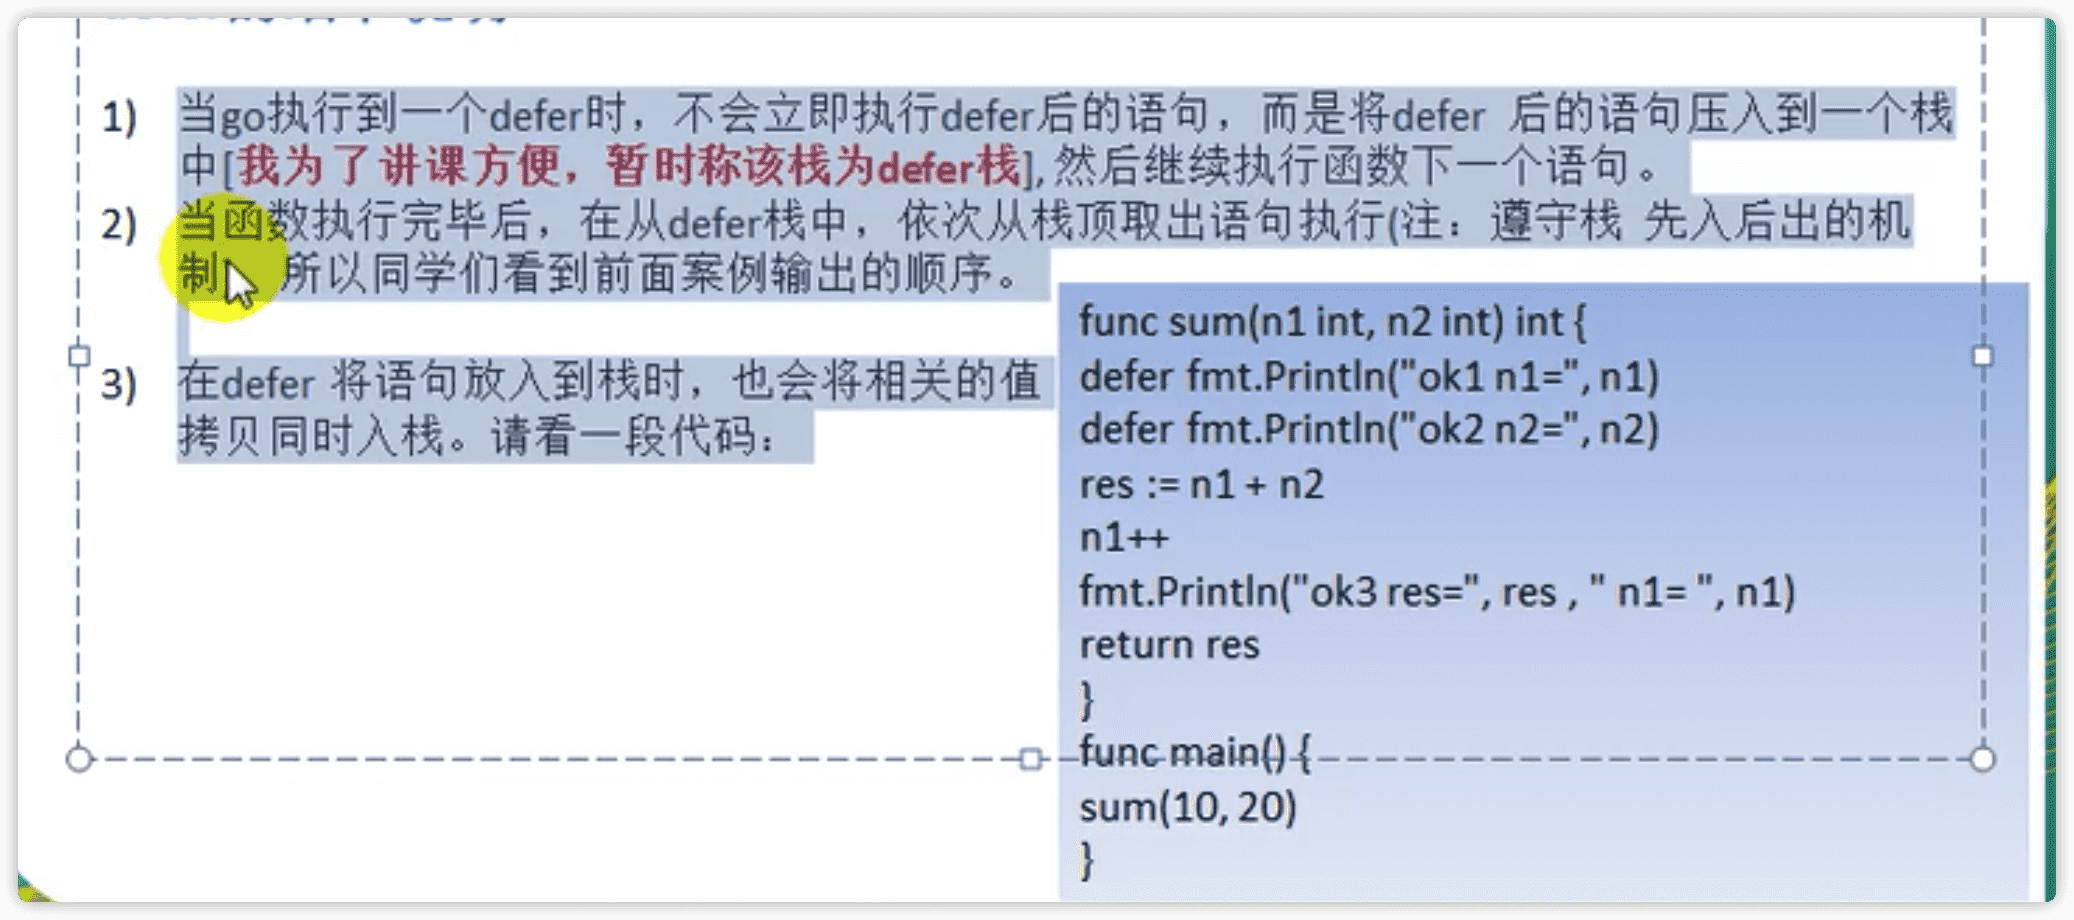 1) 当go执行到一个defer时，不会立即执行defer后的语句，而是将defer 后的语句压入到一个栈
中[我为了讲课方便，暂时称该栈为defer栈],然后继续执行函数下一个语句。
2) 当函数执行完毕后，在从defer栈中，依次从栈顶取出语句执行(注：遵守栈 先入后出的机
制 所以同学们看到前面案例输出的顺序。
3) 在defer 将语句放入到栈时，也会将相关的值
拷贝同时入栈。请看一段代码：
func sum(n1 int, n2 int) int {
defer fmt.Println("ok1 n1=", n1)
defer fmt.Println("ok2 n2=", n2)
res := n1 + n2
n1++
fmt.Println("ok3 res=", res , " n1= ", n1)
return res
}
func main() {
sum(10, 20)
}